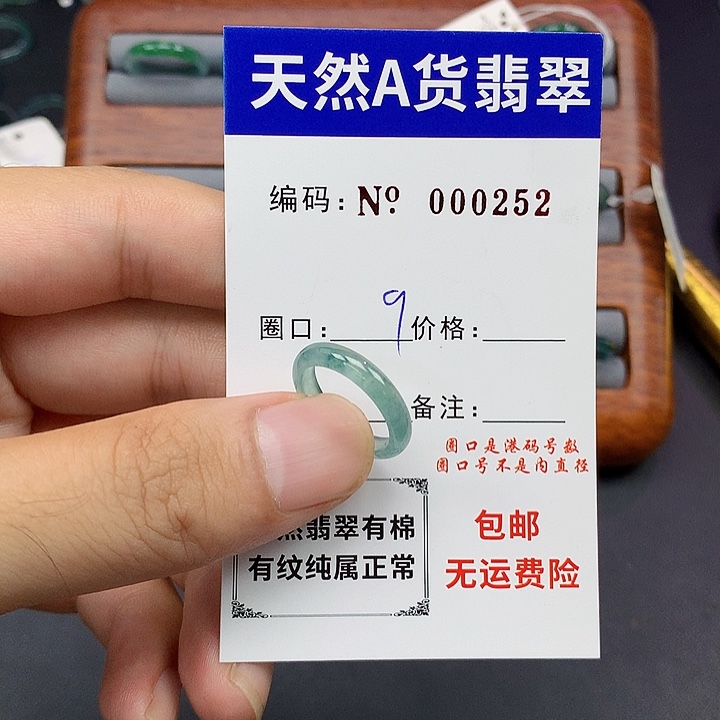 天然A货翡翠
编码: Nº 000252
圈口: 9 价格:
备注:
圈口是港码号数
圈口号不是内直径
然翡翠有棉
有纹纯属正常
包邮
无运费险